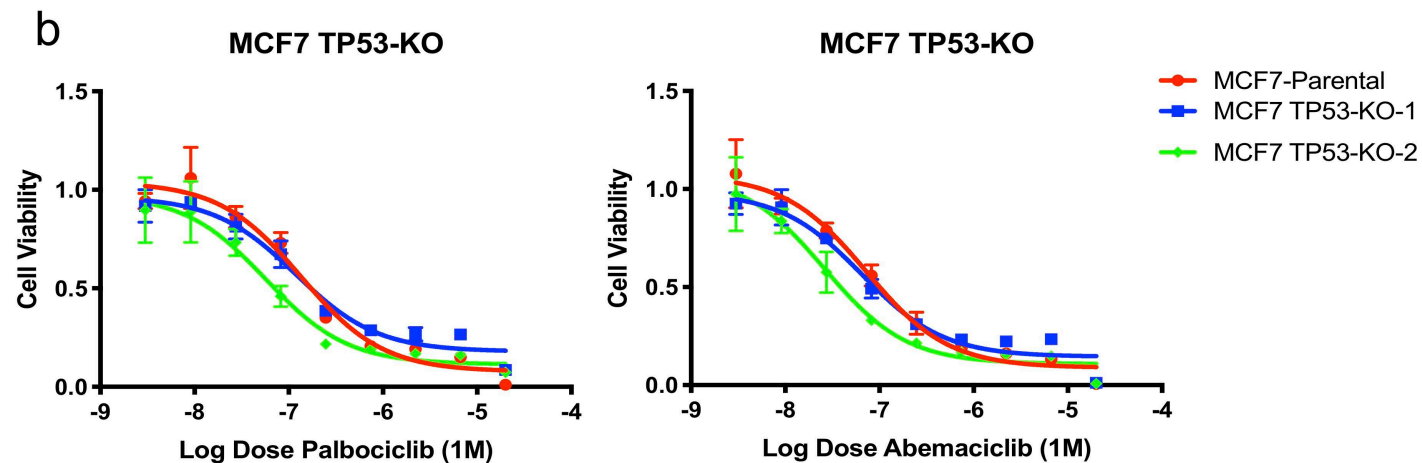 b
MCF7 TP53-KO
1.5
1.0
0.5
0.0
Cell Viability
-9 -8 -7 -6 -5 -4
Log Dose Palbociclib (1M)
MCF7 TP53-KO
1.5
1.0
0.5
0.0
Cell Viability
-9 -8 -7 -6 -5 -4
Log Dose Abemaciclib (1M)
MCF7-Parental
MCF7 TP53-KO-1
MCF7 TP53-KO-2